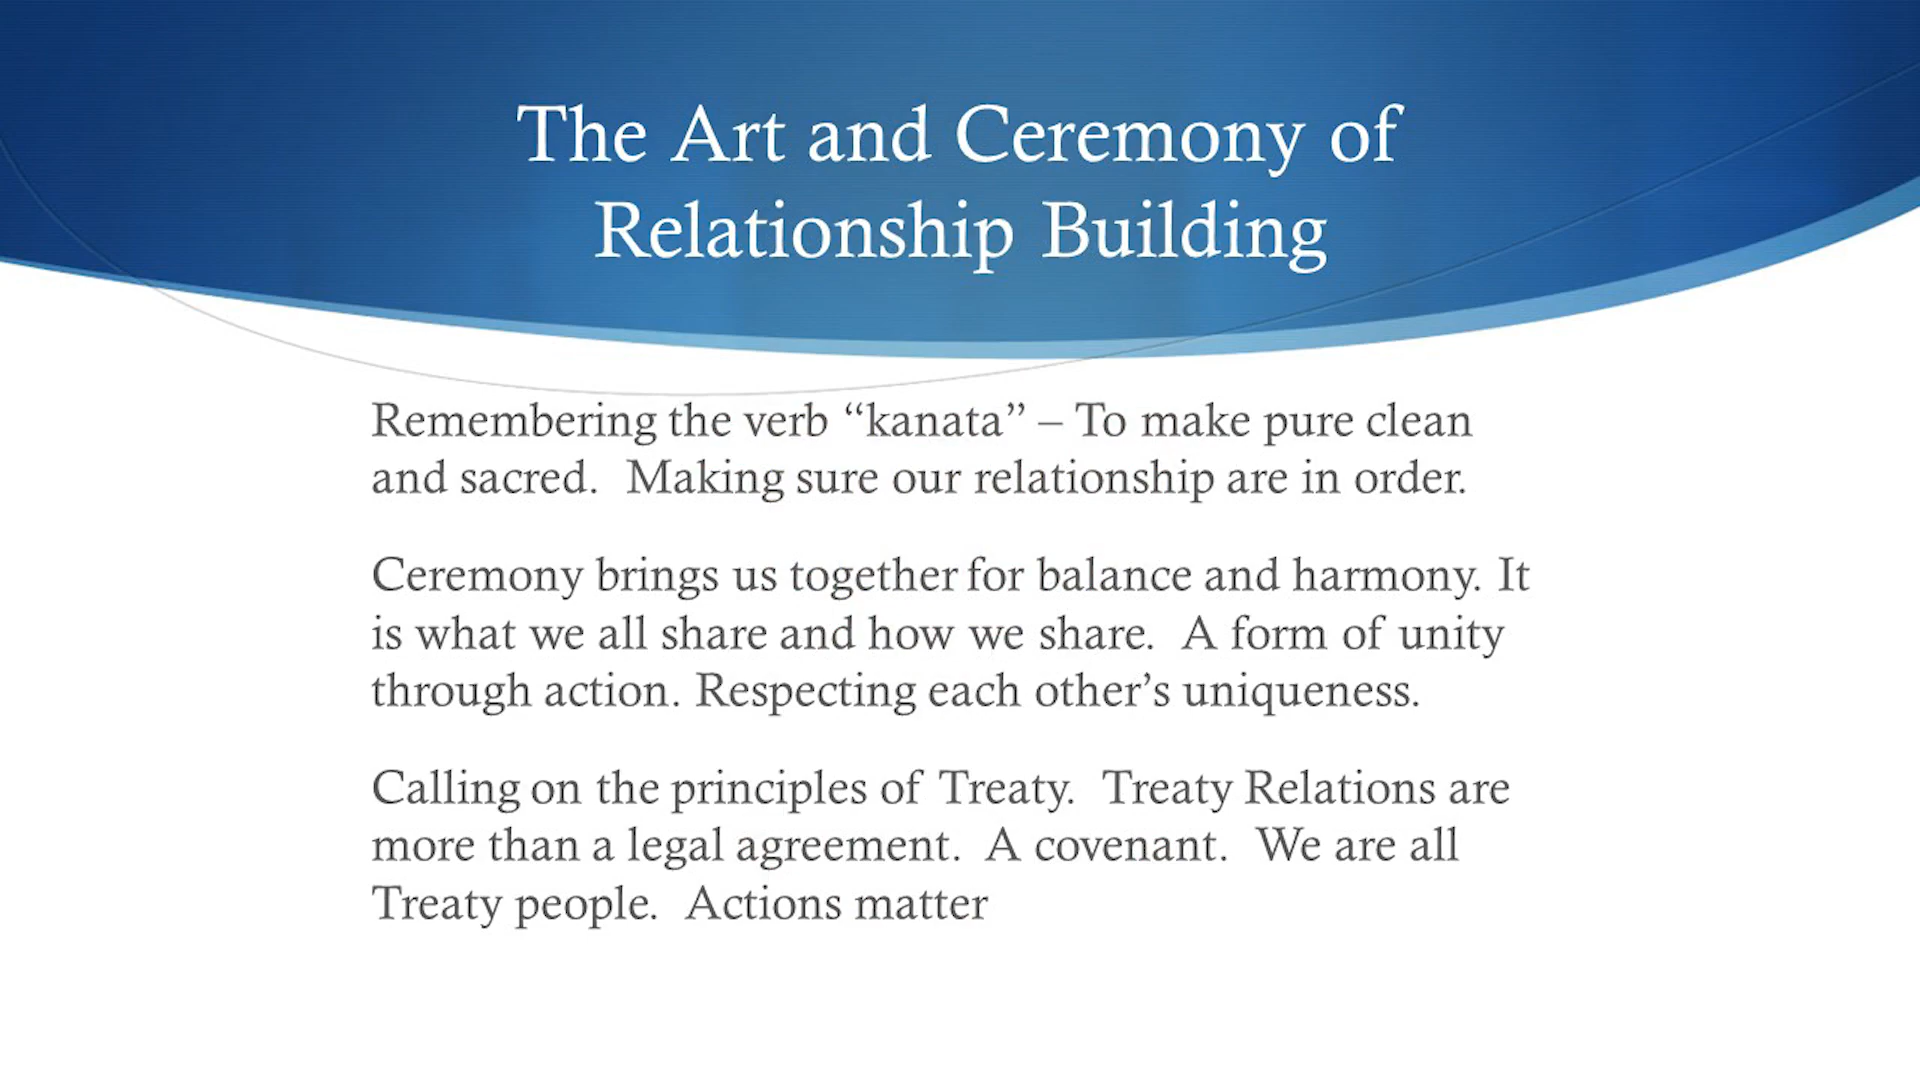 The Art and Ceremony of
Relationship Building
Remembering the verb “kanata” – To make pure clean
and sacred.  Making sure our relationship are in order.
Ceremony brings us together for balance and harmony. It
is what we all share and how we share.  A form of unity
through action. Respecting each other’s uniqueness.
Calling on the principles of Treaty.  Treaty Relations are
more than a legal agreement.  A covenant.  We are all
Treaty people.  Actions matter